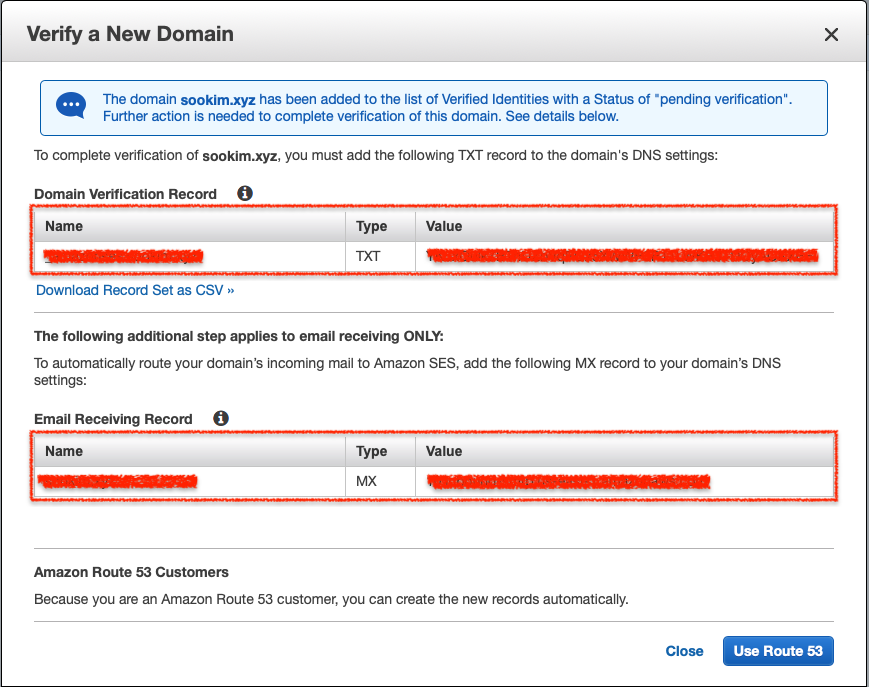 Verify a New Domain
The domain sookim.xyz has been added to the list of Verified Identities with a Status of "pending verification".
Further action is needed to complete verification of this domain. See details below.
To complete verification of sookim.xyz, you must add the following TXT record to the domain's DNS settings:
Domain Verification Record
Name Type Value
TXT
Download Record Set as CSV »
The following additional step applies to email receiving ONLY:
To automatically route your domain's incoming mail to Amazon SES, add the following MX record to your domain's DNS
settings:
Email Receiving Record
Name Type Value
MX
Amazon Route 53 Customers
Because you are an Amazon Route 53 customer, you can create the new records automatically.
Close Use Route 53